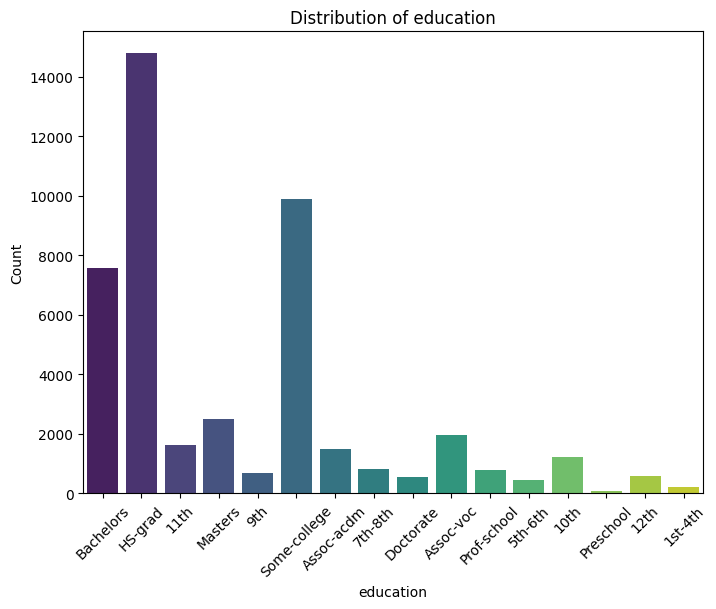 Distribution of education
Count
14000
12000
10000
8000
6000
4000
2000
0
Bachelors
HS-grad
11th
Masters
9th
Some-college
Assoc-acdm
7th-8th
Doctorate
Assoc-voc
Prof-school
5th-6th
10th
Preschool
12th
1st-4th
education